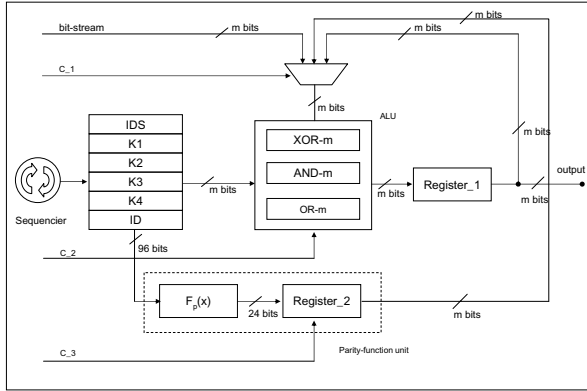 bit-stream
m bits
m bits
m bits
C_1
m bits
ALU
IDS
K1
K2
K3
K4
ID
XOR-m
AND-m
OR-m
Sequencier
m bits
m bits
Register_1
m bits
output
m bits
C_2
96 bits
Fp(x)
24 bits
Register_2
m bits
C_3
Parity-function unit